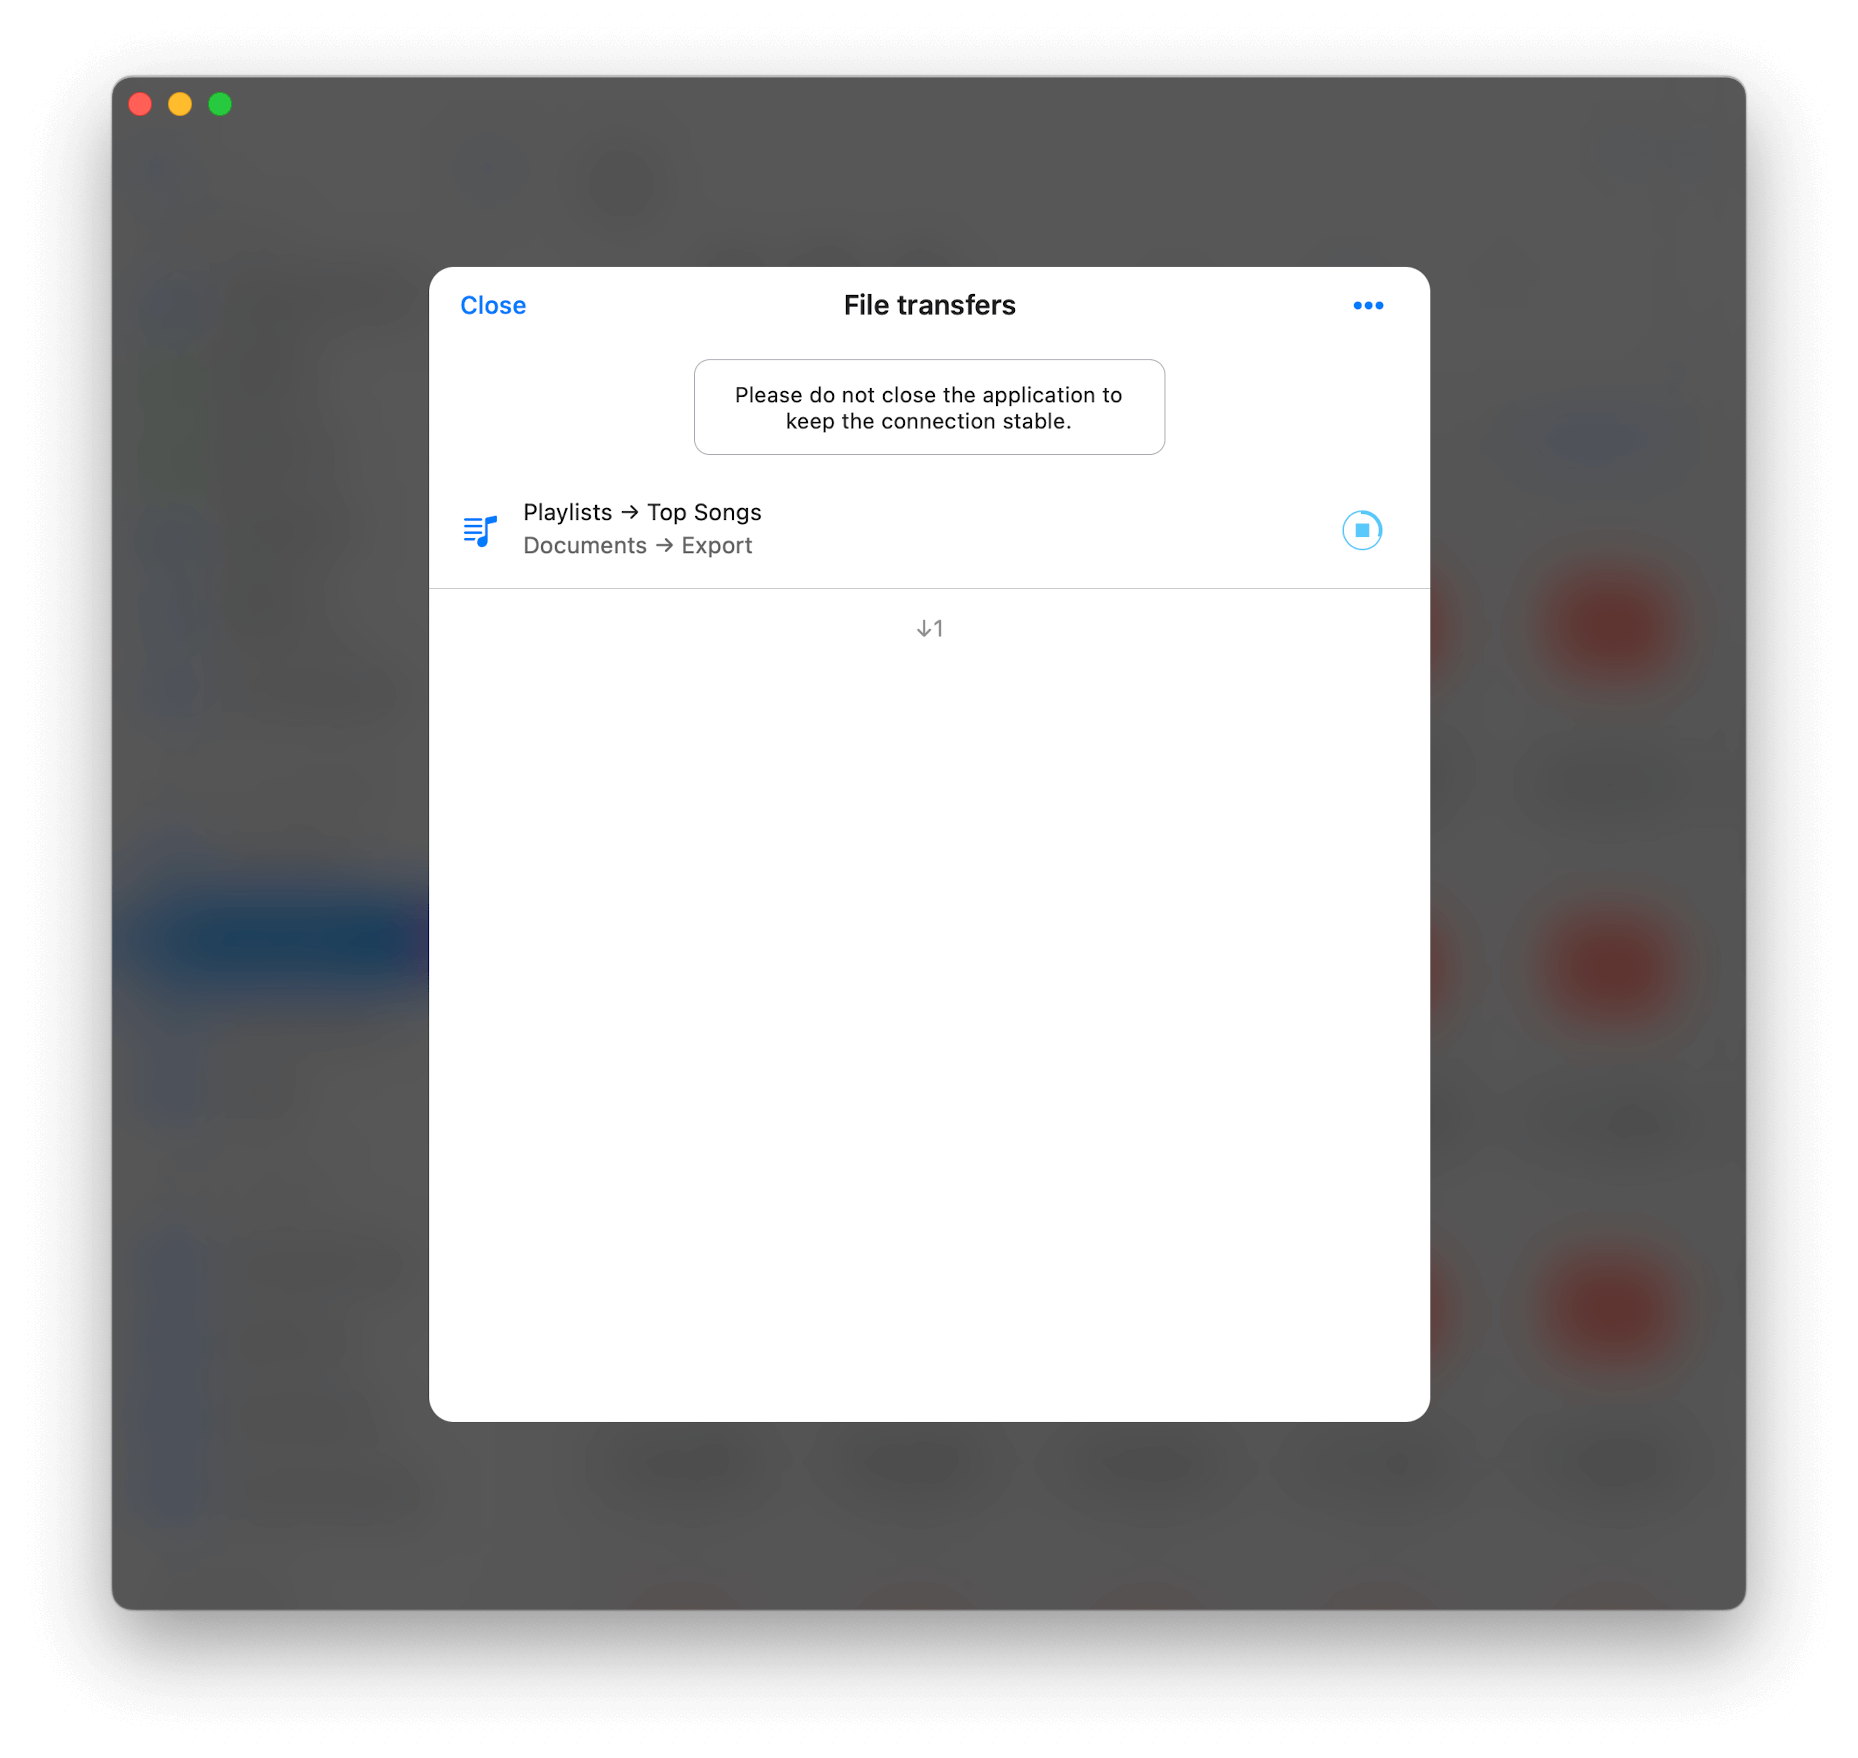 Close
File transfers
•••
Please do not close the application to
keep the connection stable.
Playlists → Top Songs
Documents → Export
↓1